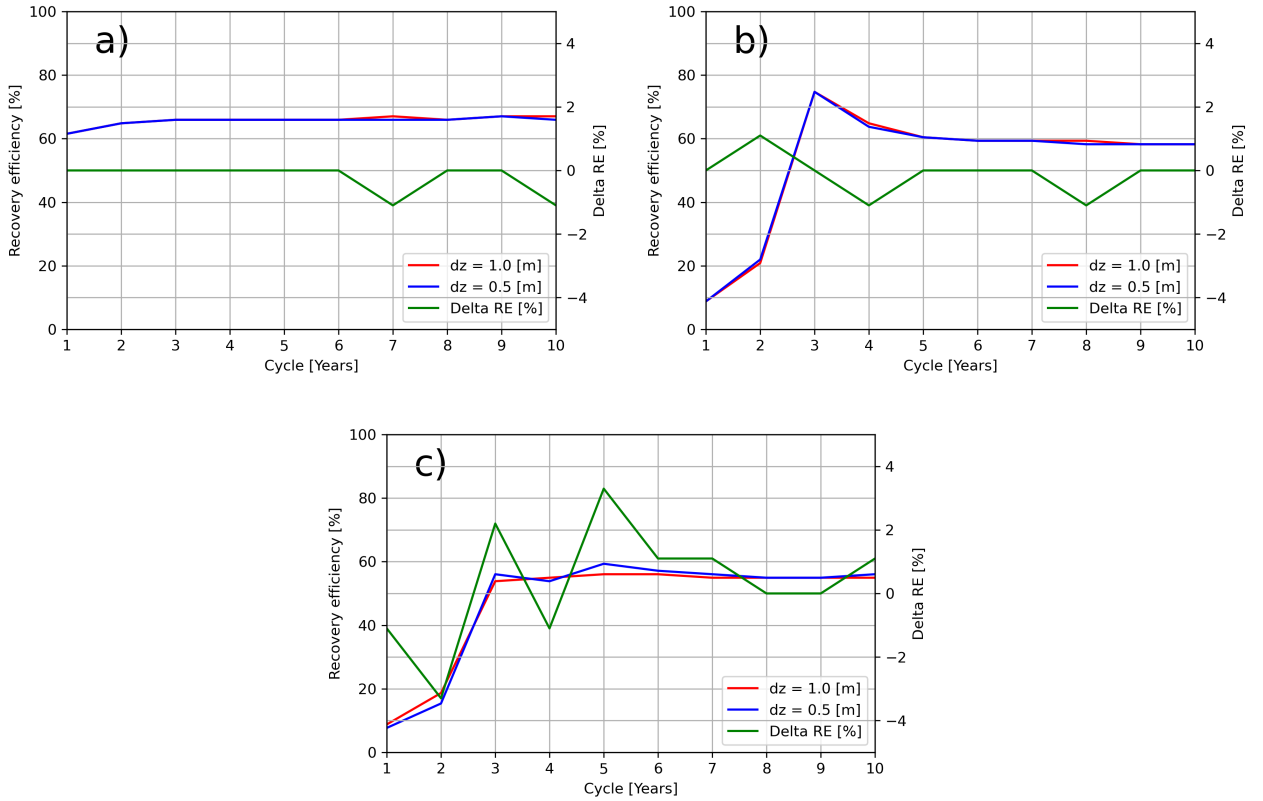 a)
Recovery efficiency [%]
100
80
60
40
20
0
1 2 3 4 5 6 7 8 9 10
Cycle [Years]
4
2
0
−2
−4
Delta RE [%]
dz = 1.0 [m]
dz = 0.5 [m]
Delta RE [%]
b)
Recovery efficiency [%]
100
80
60
40
20
0
1 2 3 4 5 6 7 8 9 10
Cycle [Years]
4
2
0
−2
−4
Delta RE [%]
dz = 1.0 [m]
dz = 0.5 [m]
Delta RE [%]
c)
Recovery efficiency [%]
100
80
60
40
20
0
1 2 3 4 5 6 7 8 9 10
Cycle [Years]
4
2
0
−2
−4
Delta RE [%]
dz = 1.0 [m]
dz = 0.5 [m]
Delta RE [%]